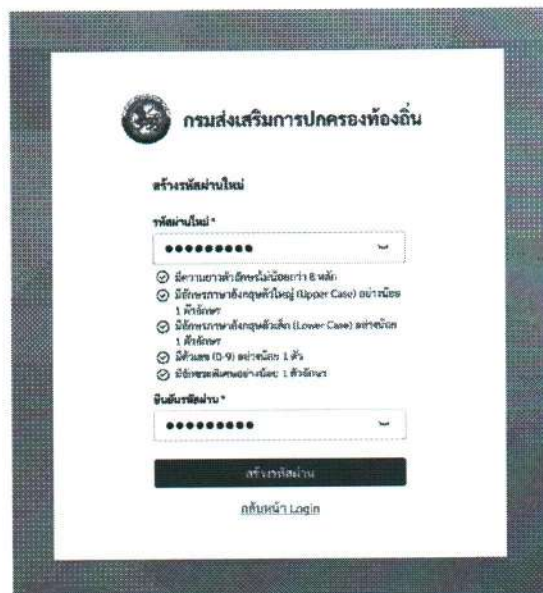 กรมส่งเสริมการปกครองท้องถิ่น
สร้างรหัสผ่านใหม่
รหัสผ่านใหม่ *
มีความยาวตัวอักษรไม่น้อยกว่า 8 หลัก
มีอักษรภาษาอังกฤษตัวใหญ่ (Upper Case) อย่างน้อย
1 ตัวอักษร
มีอักษรภาษาอังกฤษตัวเล็ก (Lower Case) อย่างน้อย
1 ตัวอักษร
มีตัวเลข (0-9) อย่างน้อย 1 ตัว
มีอักขระพิเศษอย่างน้อย 1 ตัวอักษร
ยืนยันรหัสผ่าน *
สร้างรหัสผ่าน
กลับหน้า Login